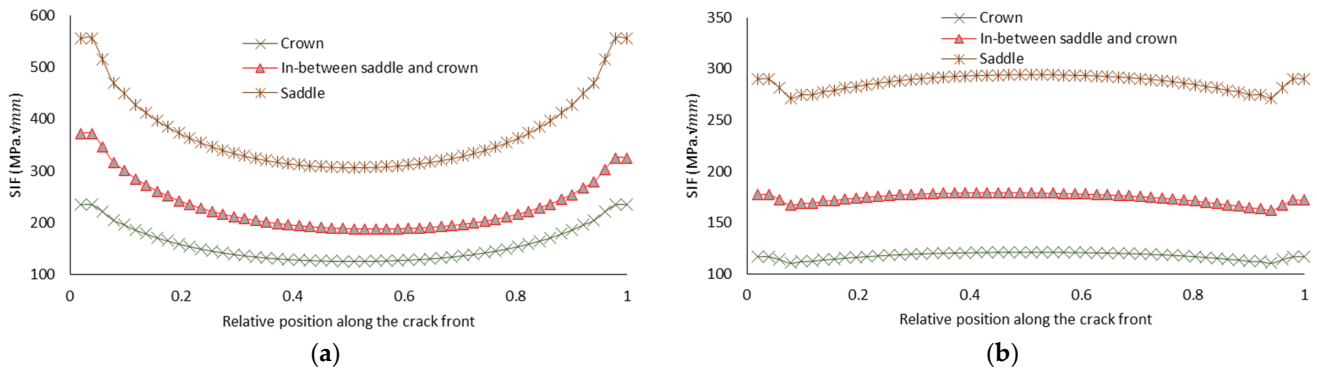 600
500
400
300
200
100
SIF (MPa.√mm)
Crown
In-between saddle and crown
Saddle
0
0.2
0.4
0.6
0.8
1
Relative position along the crack front
(a)
350
300
250
200
150
100
SIF (MPa.√mm)
Crown
In-between saddle and crown
Saddle
0
0.2
0.4
0.6
0.8
1
Relative position along the crack front
(b)